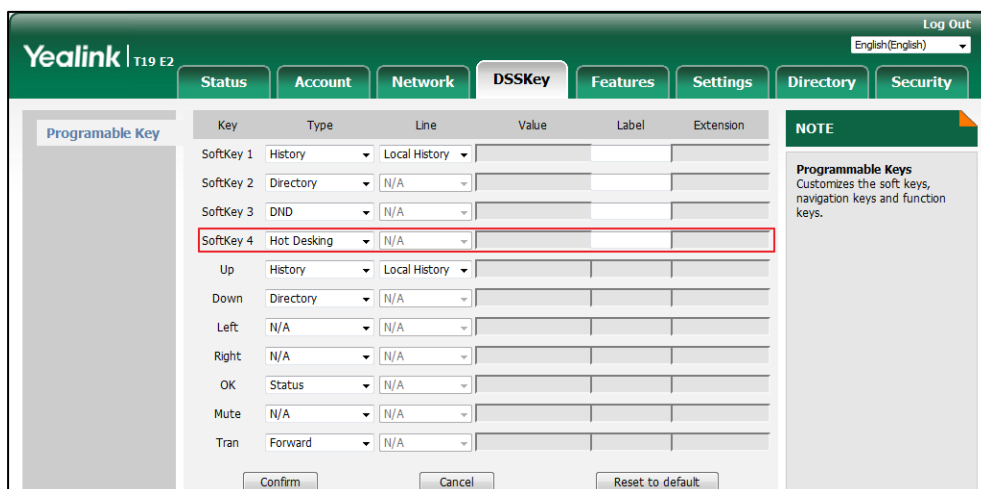 Log Out
Yealink T19 E2
English(English)
Status Account Network DSSKey Features Settings Directory Security
Programable Key
Key Type Line Value Label Extension
SoftKey 1 History Local History
SoftKey 2 Directory N/A
SoftKey 3 DND N/A
SoftKey 4 Hot Desking N/A
Up History Local History
Down Directory N/A
Left N/A N/A
Right N/A N/A
OK Status N/A
Mute N/A N/A
Tran Forward N/A
Confirm Cancel Reset to default
NOTE
Programmable Keys
Customizes the soft keys,
navigation keys and function
keys.